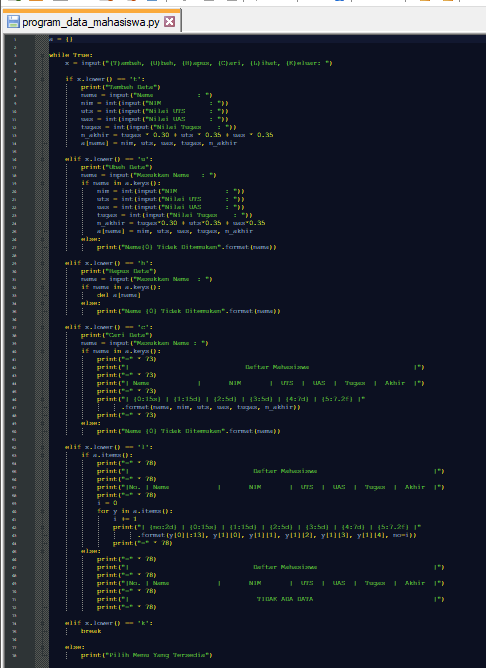 program_data_mahasiswa.py
a = {}
while True:
x = input("(T)ambah, (U)bah, (H)apus, (C)ari, (L)ihat, (K)eluar: ")
if x.lower() == 't':
print("Tambah Data")
nama = input("Nama : ")
nim = int(input("NIM : "))
uts = int(input("Nilai UTS : "))
uas = int(input("Nilai UAS : "))
tugas = int(input("Nilai Tugas : "))
n_akhir = tugas * 0.30 + uts * 0.35 + uas * 0.35
a[nama] = nim, uts, uas, tugas, n_akhir
elif x.lower() == 'u':
print("Ubah Data")
nama = input("Masukkan Nama : ")
if nama in a.keys():
nim = int(input("NIM : "))
uts = int(input("Nilai UTS : "))
uas = int(input("Nilai UAS : "))
tugas = int(input("Nilai Tugas : "))
n_akhir = tugas*0.30 + uts*0.35 + uas*0.35
a[nama] = nim, uts, uas, tugas, n_akhir
else:
print("Nama{0} Tidak Ditemukan".format(nama))
elif x.lower() == 'h':
print("Hapus Data")
nama = input("Masukkan Nama : ")
if nama in a.keys():
del a[nama]
else:
print("Nama {0} Tidak Ditemukan".format(nama))
elif x.lower() == 'c':
print("Cari Data")
nama = input("Masukkan Nama : ")
if nama in a.keys():
print("=" * 73)
print("| Daftar Mahasiswa |")
print("=" * 73)
print("| Nama | NIM | UTS | UAS | Tugas | Akhir |")
print("=" * 73)
print("| {0:15s} | {1:15d} | {2:5d} | {3:5d} | {4:7d} | {5:7.2f} |"
.format(nama, nim, uts, uas, tugas, n_akhir))
print("=" * 73)
else:
print("Nama {0} Tidak Ditemukan".format(nama))
elif x.lower() == 'l':
if a.items():
print("=" * 78)
print("| Daftar Mahasiswa |")
print("=" * 78)
print("|No. | Nama | NIM | UTS | UAS | Tugas | Akhir |")
print("=" * 78)
i = 0
for y in a.items():
i += 1
print("| {no:2d} | {0:15s} | {1:15d} | {2:5d} | {3:5d} | {4:7d} | {5:7.2f} |"
.format(y[0][:13], y[1][0], y[1][1], y[1][2], y[1][3], y[1][4], no=i))
print("=" * 78)
else:
print("=" * 78)
print("| Daftar Mahasiswa |")
print("=" * 78)
print("|No. | Nama | NIM | UTS | UAS | Tugas | Akhir |")
print("=" * 78)
print("| TIDAK ADA DATA |")
print("=" * 78)
elif x.lower() == 'k':
break
else:
print("Pilih Menu Yang Tersedia")